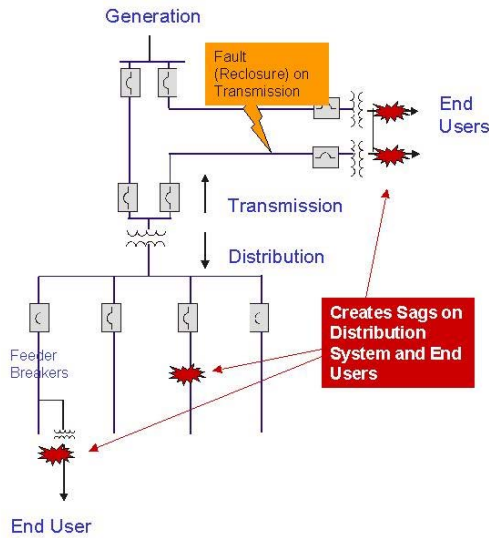 Generation
Fault
(Reclosure) on
Transmission
End
Users
Transmission
Distribution
Creates Sags on
Distribution
System and End
Users
Feeder
Breakers
End User